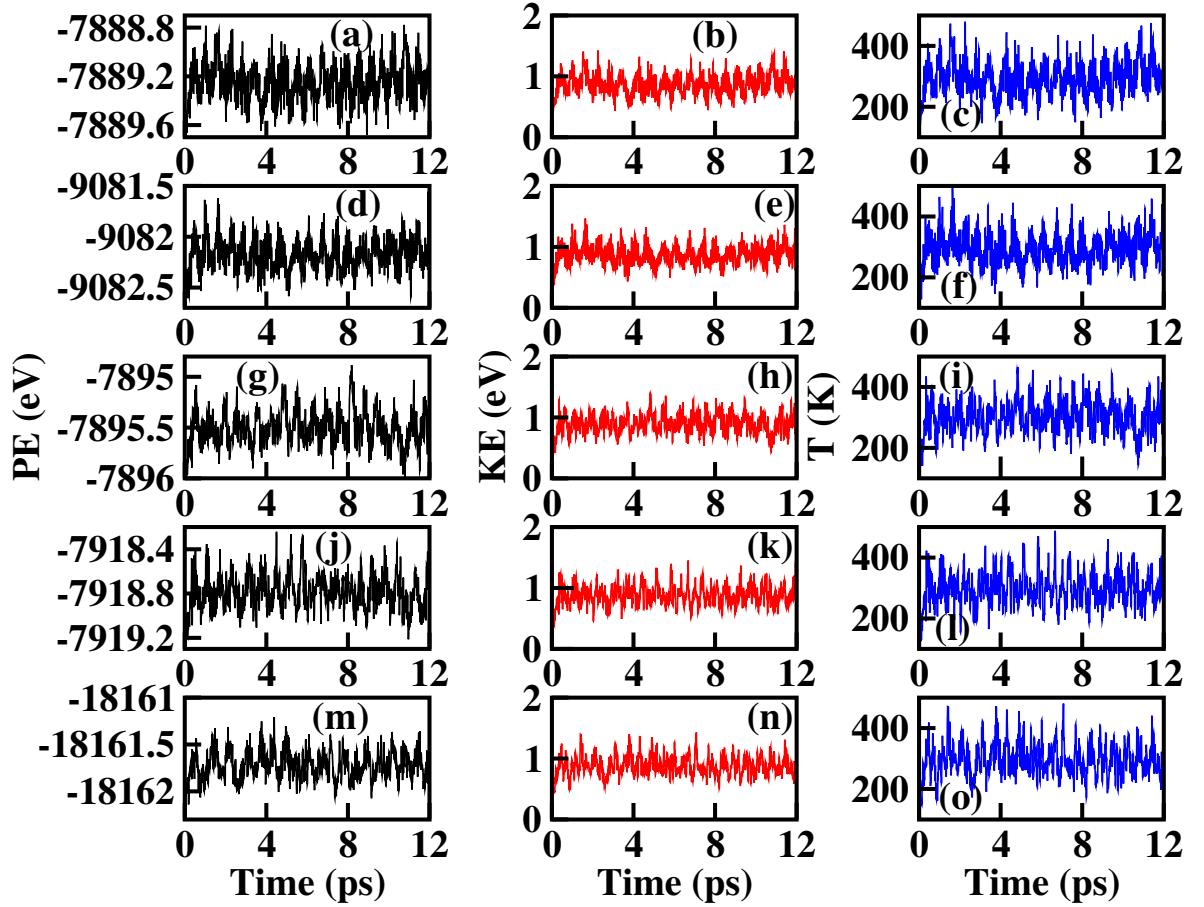 -7888.8
-7889.2
-7889.6
(a)
0 4 8 12
2
1
0
(b)
0 4 8 12
400
200
(c)
0 4 8 12
-9081.5
-9082
-9082.5
(d)
0 4 8 12
2
1
0
(e)
0 4 8 12
400
200
(f)
0 4 8 12
PE (eV)
-7895
-7895.5
-7896
(g)
0 4 8 12
KE (eV)
2
1
0
(h)
0 4 8 12
T (K)
400
200
(i)
0 4 8 12
-7918.4
-7918.8
-7919.2
(j)
0 4 8 12
2
1
0
(k)
0 4 8 12
400
200
(l)
0 4 8 12
-18161
-18161.5
-18162
(m)
0 4 8 12
Time (ps)
2
1
0
(n)
0 4 8 12
Time (ps)
400
200
(o)
0 4 8 12
Time (ps)